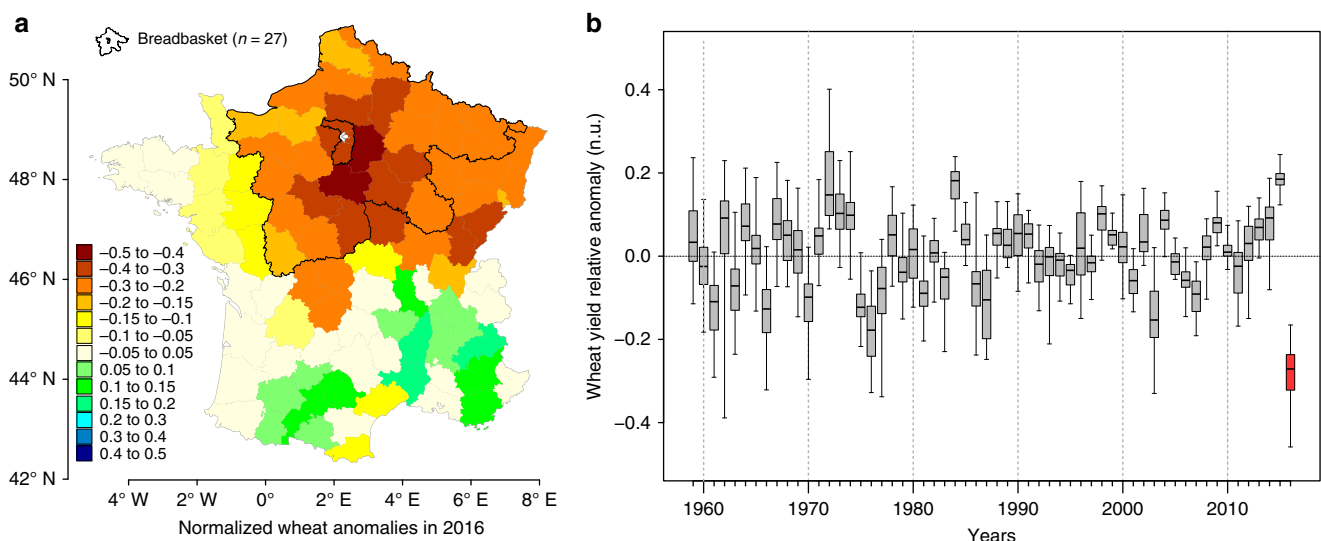 a
Breadbasket (n = 27)
50° N
48° N
46° N
44° N
42° N
−0.5 to −0.4
−0.4 to −0.3
−0.3 to −0.2
−0.2 to −0.15
−0.15 to −0.1
−0.1 to −0.05
−0.05 to 0.05
0.05 to 0.1
0.1 to 0.15
0.15 to 0.2
0.2 to 0.3
0.3 to 0.4
0.4 to 0.5
4° W 2° W 0° 2° E 4° E 6° E 8° E
Normalized wheat anomalies in 2016
b
Wheat yield relative anomaly (n.u.)
0.4
0.2
0.0
−0.2
−0.4
1960 1970 1980 1990 2000 2010
Years